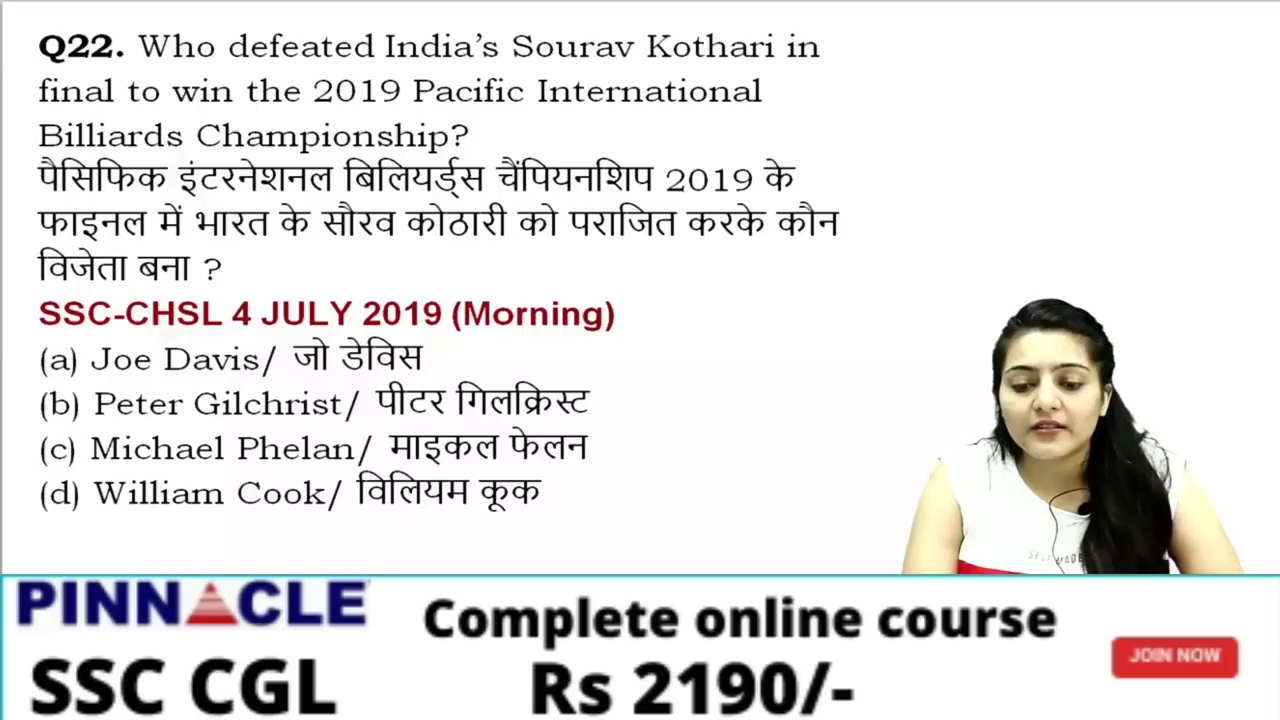 Q22. Who defeated India’s Sourav Kothari in
final to win the 2019 Pacific International
Billiards Championship?
पैसिफिक इंटरनेशनल बिलियर्ड्स चैंपियनशिप 2019 के
फाइनल में भारत के सौरव कोठारी को पराजित करके कौन
विजेता बना ?
SSC-CHSL 4 JULY 2019 (Morning)
(a) Joe Davis/ जो डेविस
(b) Peter Gilchrist/ पीटर गिलक्रिस्ट
(c) Michael Phelan/ माइकल फेलन
(d) William Cook/ विलियम कूक
SELF MADE
PINNACLE
SSC CGL
Complete online course
Rs 2190/-
JOIN NOW